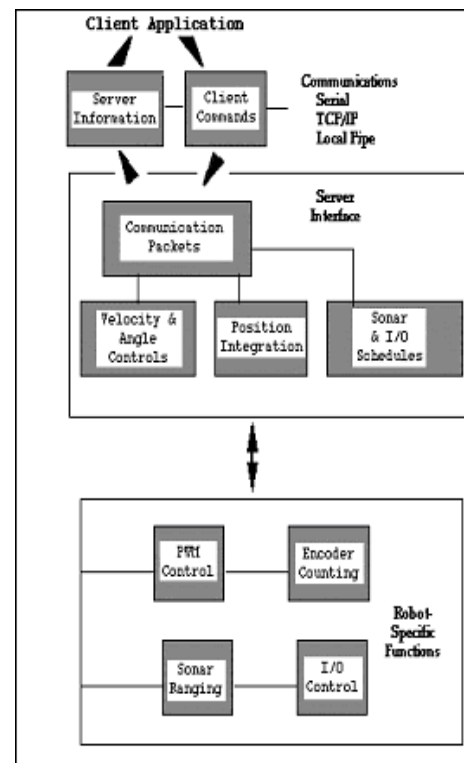 Client Application
Server
Information
Client
Commands
Communications
Serial
TCP/IP
Local Pipe
Server
Interface
Communication
Packets
Velocity &
Angle
Controls
Position
Integration
Sonar
& I/O
Schedules
PWM
Control
Encoder
Counting
Robot-
Specific
Functions
Sonar
Ranging
I/O
Control